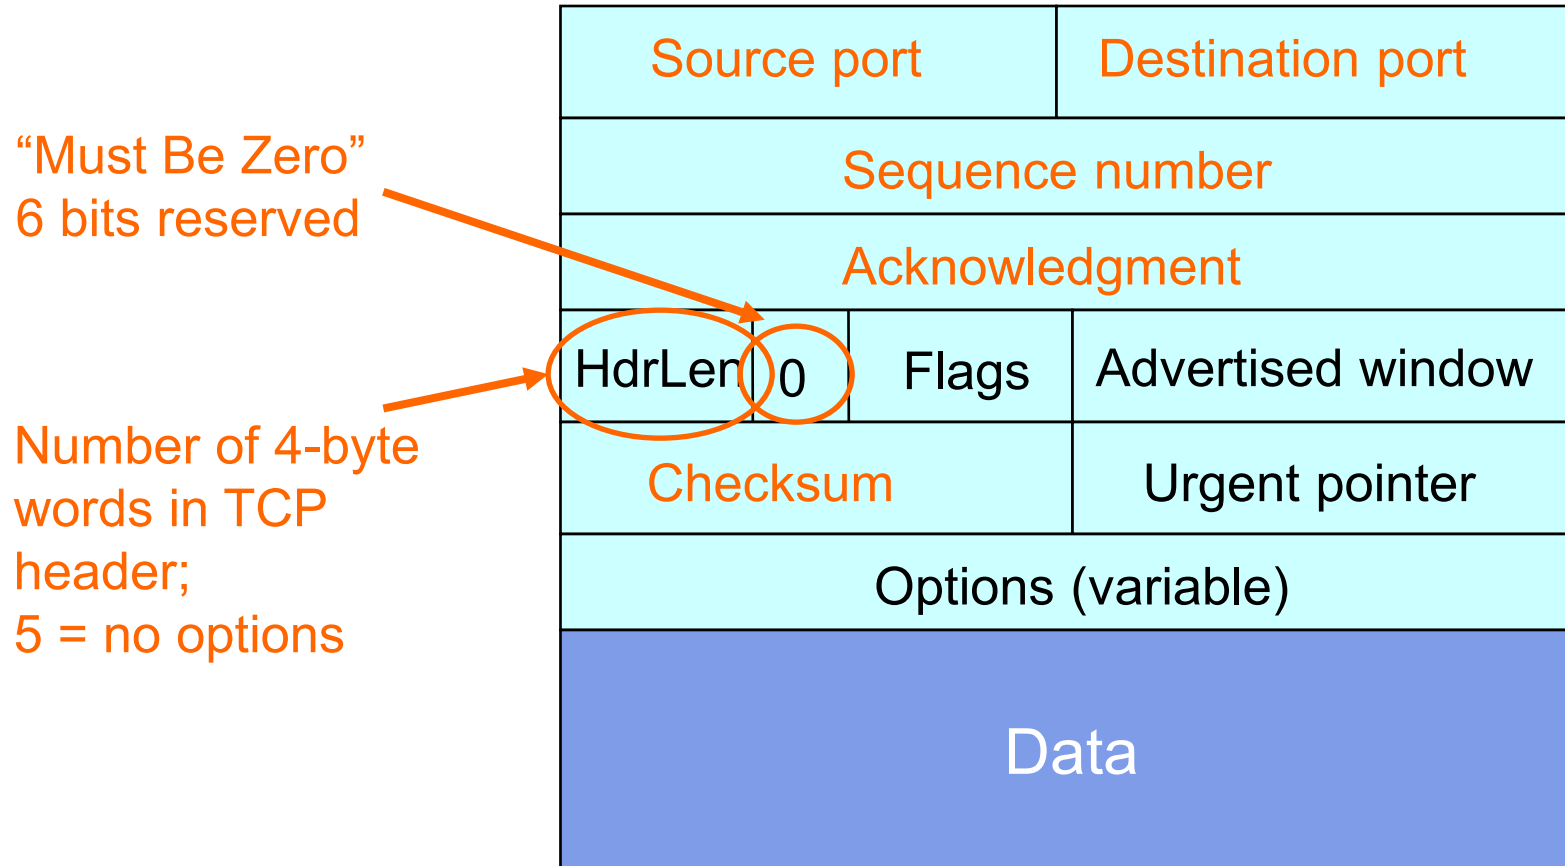 Source port
Destination port
“Must Be Zero”
6 bits reserved
Sequence number
Acknowledgment
HdrLen
0
Flags
Advertised window
Number of 4-byte
words in TCP
header;
5 = no options
Checksum
Urgent pointer
Options (variable)
Data